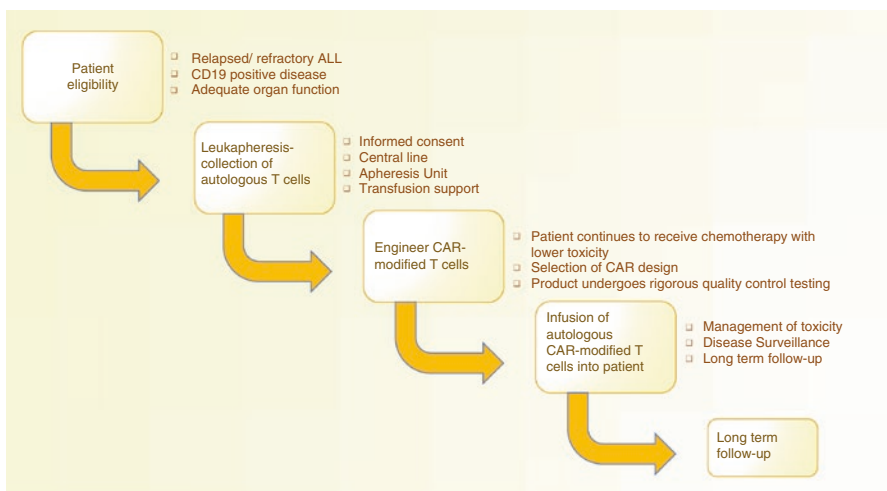 Patient
eligibility
❑ Relapsed/ refractory ALL
❑ CD19 positive disease
❑ Adequate organ function
Leukapheresis-
collection of
autologous T cells
❑ Informed consent
❑ Central line
❑ Apheresis Unit
❑ Transfusion support
Engineer CAR-
modified T cells
❑ Patient continues to receive chemotherapy with
lower toxicity
❑ Selection of CAR design
❑ Product undergoes rigorous quality control testing
Infusion of
autologous
CAR-modified T
cells into patient
❑ Management of toxicity
❑ Disease Surveillance
❑ Long term follow-up
Long term
follow-up